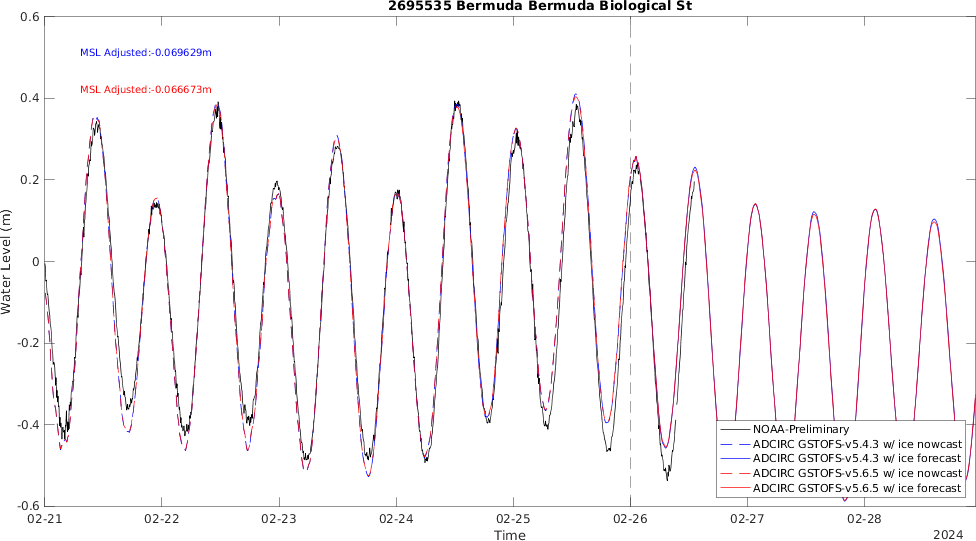 2695535 Bermuda Bermuda Biological St
0.6
MSL Adjusted:-0.069629m
0.4
MSL Adjusted:-0.066673m
0.2
0
-0.2
-0.4
-0.6
Water Level (m)
NOAA-Preliminary
ADCIRC GSTOFS-v5.4.3 w/ ice nowcast
ADCIRC GSTOFS-v5.4.3 w/ ice forecast
ADCIRC GSTOFS-v5.6.5 w/ ice nowcast
ADCIRC GSTOFS-v5.6.5 w/ ice forecast
02-21 02-22 02-23 02-24 02-25 02-26 02-27 02-28
Time
2024